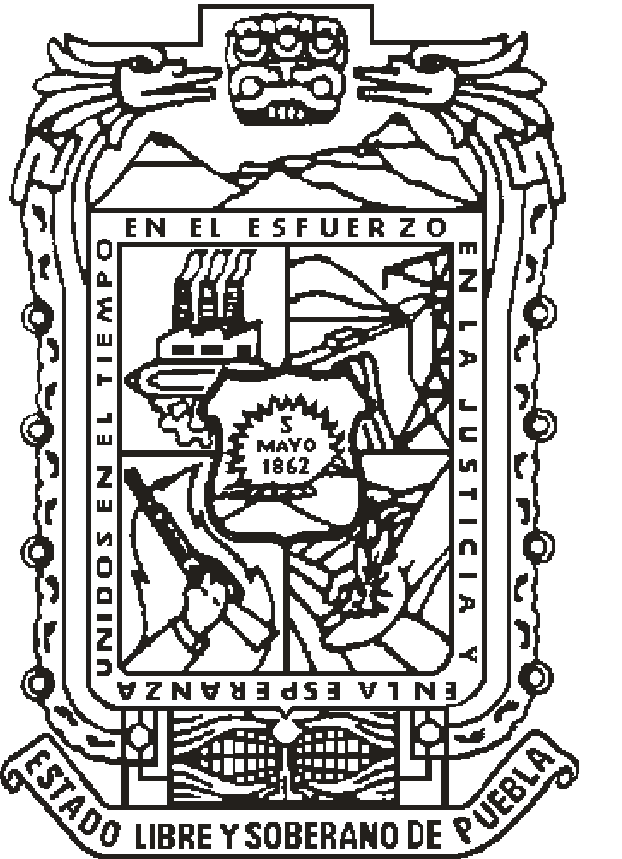 EN EL ESFUERZO
EN LA JUSTICIA Y
EN LA ESPERANZA
UNIDOS EN EL TIEMPO
5
MAYO
1862
ESTADO LIBRE Y SOBERANO DE PUEBLA